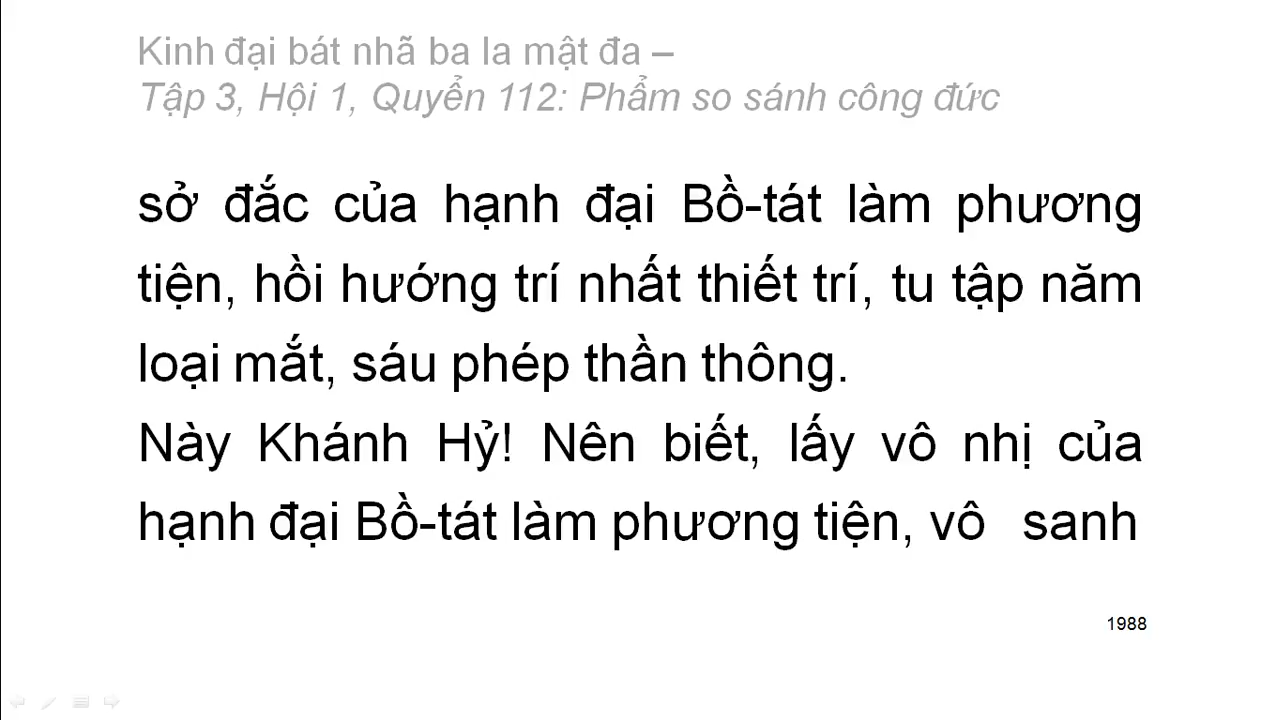 Kinh đại bát nhã ba la mật đa –
Tập 3, Hội 1, Quyển 112: Phẩm so sánh công đức
sở đắc của hạnh đại Bồ-tát làm phương
tiện, hồi hướng trí nhất thiết trí, tu tập năm
loại mắt, sáu phép thần thông.
Này Khánh Hỷ! Nên biết, lấy vô nhị của
hạnh đại Bồ-tát làm phương tiện, vô sanh
1988